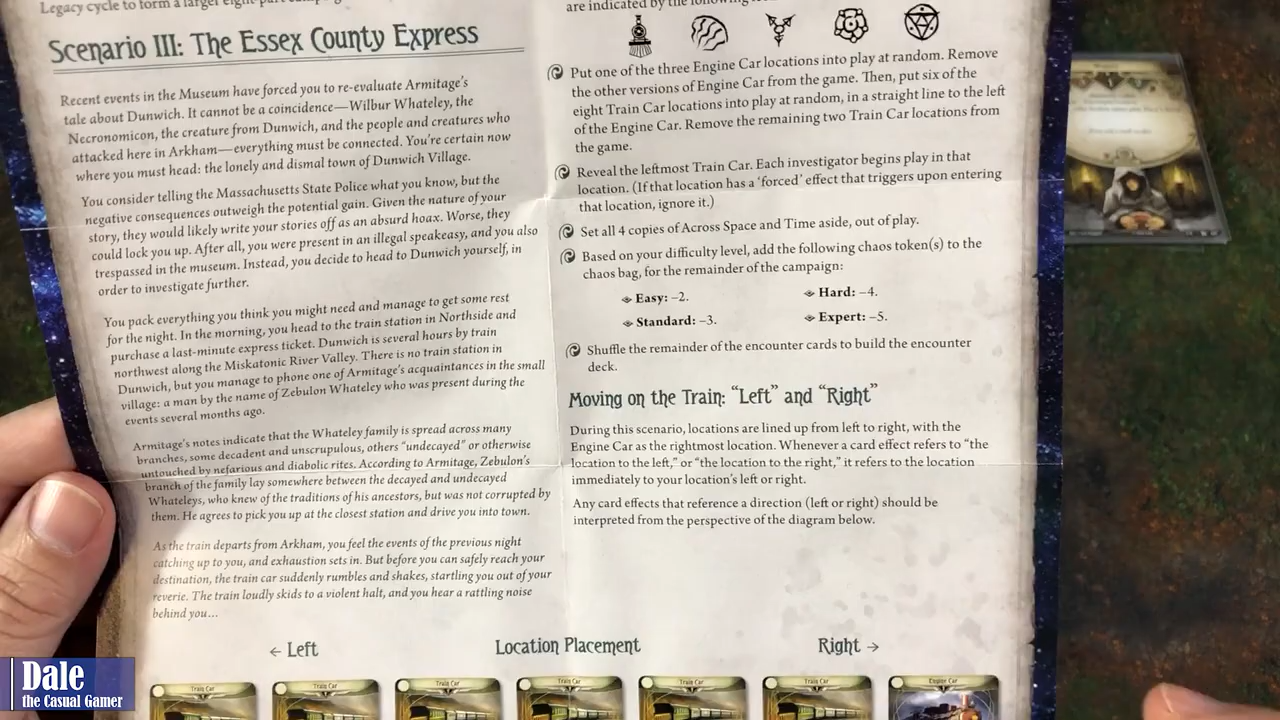 Legacy cycle to form a larger eight-part
Scenario III: The Essex County Express
Recent events in the Museum have forced you to re-evaluate Armitage's
tale about Dunwich. It cannot be a coincidence—Wilbur Whateley, the
Necronomicon, the creature from Dunwich, and the people and creatures who
attacked here in Arkham—everything must be connected. You're certain now
where you must head: the lonely and dismal town of Dunwich Village.
You consider telling the Massachusetts State Police what you know, but the
negative consequences outweigh the potential gain. Given the nature of your
story, they would likely write your stories off as an absurd hoax. Worse, they
could lock you up. After all, you were present in an illegal speakeasy, and you also
trespassed in the museum. Instead, you decide to head to Dunwich yourself, in
order to investigate further.
You pack everything you think you might need and manage to get some rest
for the night. In the morning, you head to the train station in Northside and
purchase a last-minute express ticket. Dunwich is several hours by train
northwest along the Miskatonic River Valley. There is no train station in
Dunwich, but you manage to phone one of Armitage's acquaintances in the small
village: a man by the name of Zebulon Whateley who was present during the
events several months ago.
Armitage's notes indicate that the Whateley family is spread across many
branches, some decadent and unscrupulous, others "undecayed" or otherwise
untouched by nefarious and diabolic rites. According to Armitage, Zebulon's
branch of the family lay somewhere between the decayed and undecayed
Whateleys, who knew of the traditions of his ancestors, but was not corrupted by
them. He agrees to pick you up at the closest station and drive you into town.
As the train departs from Arkham, you feel the events of the previous night
catching up to you, and exhaustion sets in. But before you can safely reach your
destination, the train car suddenly rumbles and shakes, startling you out of your
reverie. The train loudly skids to a violent halt, and you hear a rattling noise
behind you...
are indicated by the following
Put one of the three Engine Car locations into play at random. Remove
the other versions of Engine Car from the game. Then, put six of the
eight Train Car locations into play at random, in a straight line to the left
of the Engine Car. Remove the remaining two Train Car locations from
the game.
Reveal the leftmost Train Car. Each investigator begins play in that
location. (If that location has a 'forced' effect that triggers upon entering
that location, ignore it.)
Set all 4 copies of Across Space and Time aside, out of play.
Based on your difficulty level, add the following chaos token(s) to the
chaos bag, for the remainder of the campaign:
Easy: –2.
Hard: –4.
Standard: –3.
Expert: –5.
Shuffle the remainder of the encounter cards to build the encounter
deck.
Moving on the Train: "Left" and "Right"
During this scenario, locations are lined up from left to right, with the
Engine Car as the rightmost location. Whenever a card effect refers to "the
location to the left," or "the location to the right," it refers to the location
immediately to your location's left or right.
Any card effects that reference a direction (left or right) should be
interpreted from the perspective of the diagram below.
← Left
Location Placement
Right →
Train Car
Train Car
Train Car
Train Car
Train Car
Train Car
Engine Car
Dale
the Casual Gamer